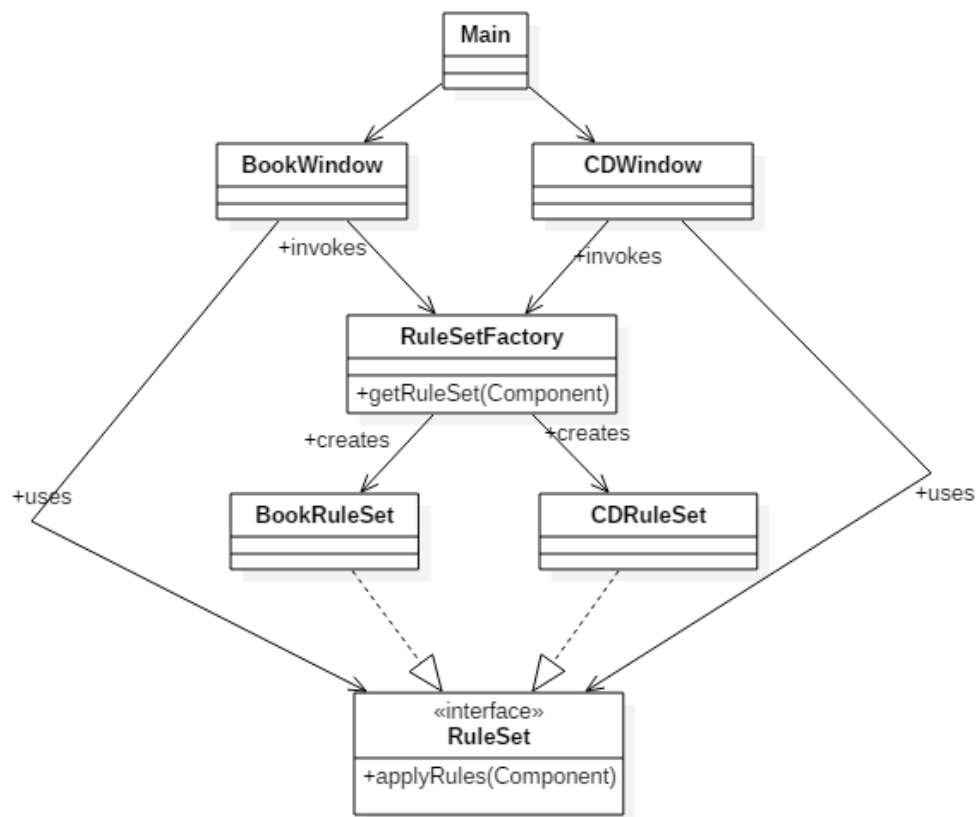 Main
BookWindow
CDWindow
+invokes
+invokes
RuleSetFactory
+getRuleSet(Component)
+creates
+creates
+uses
+uses
BookRuleSet
CDRuleSet
«interface»
RuleSet
+applyRules(Component)